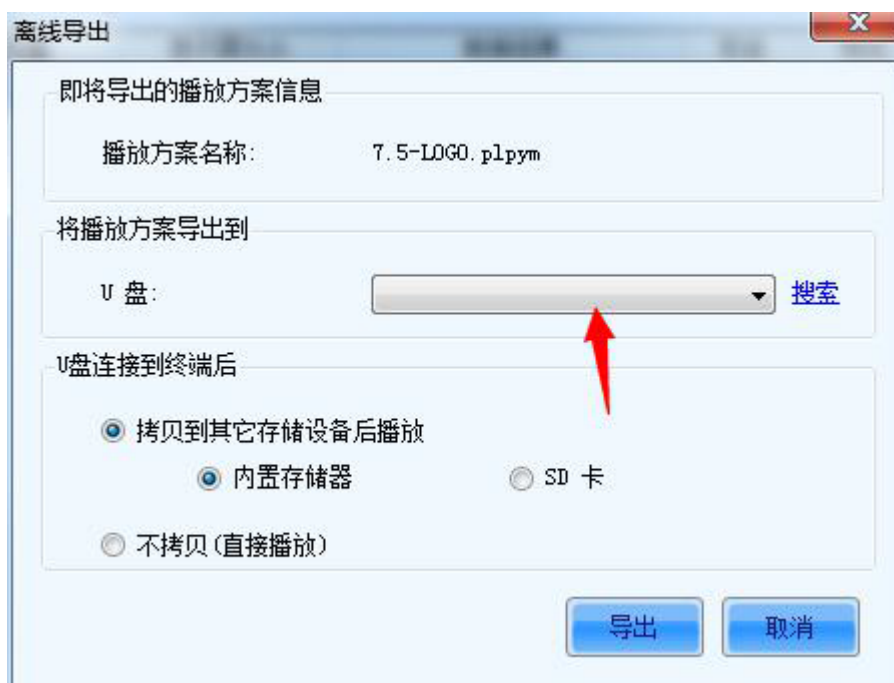 离线导出
即将导出的播放方案信息
播放方案名称: 7.5-LOGO.plpym
将播放方案导出到
U 盘: 搜索
U盘连接到终端后
拷贝到其它存储设备后播放
内置存储器 SD 卡
不拷贝(直接播放)
导出 取消